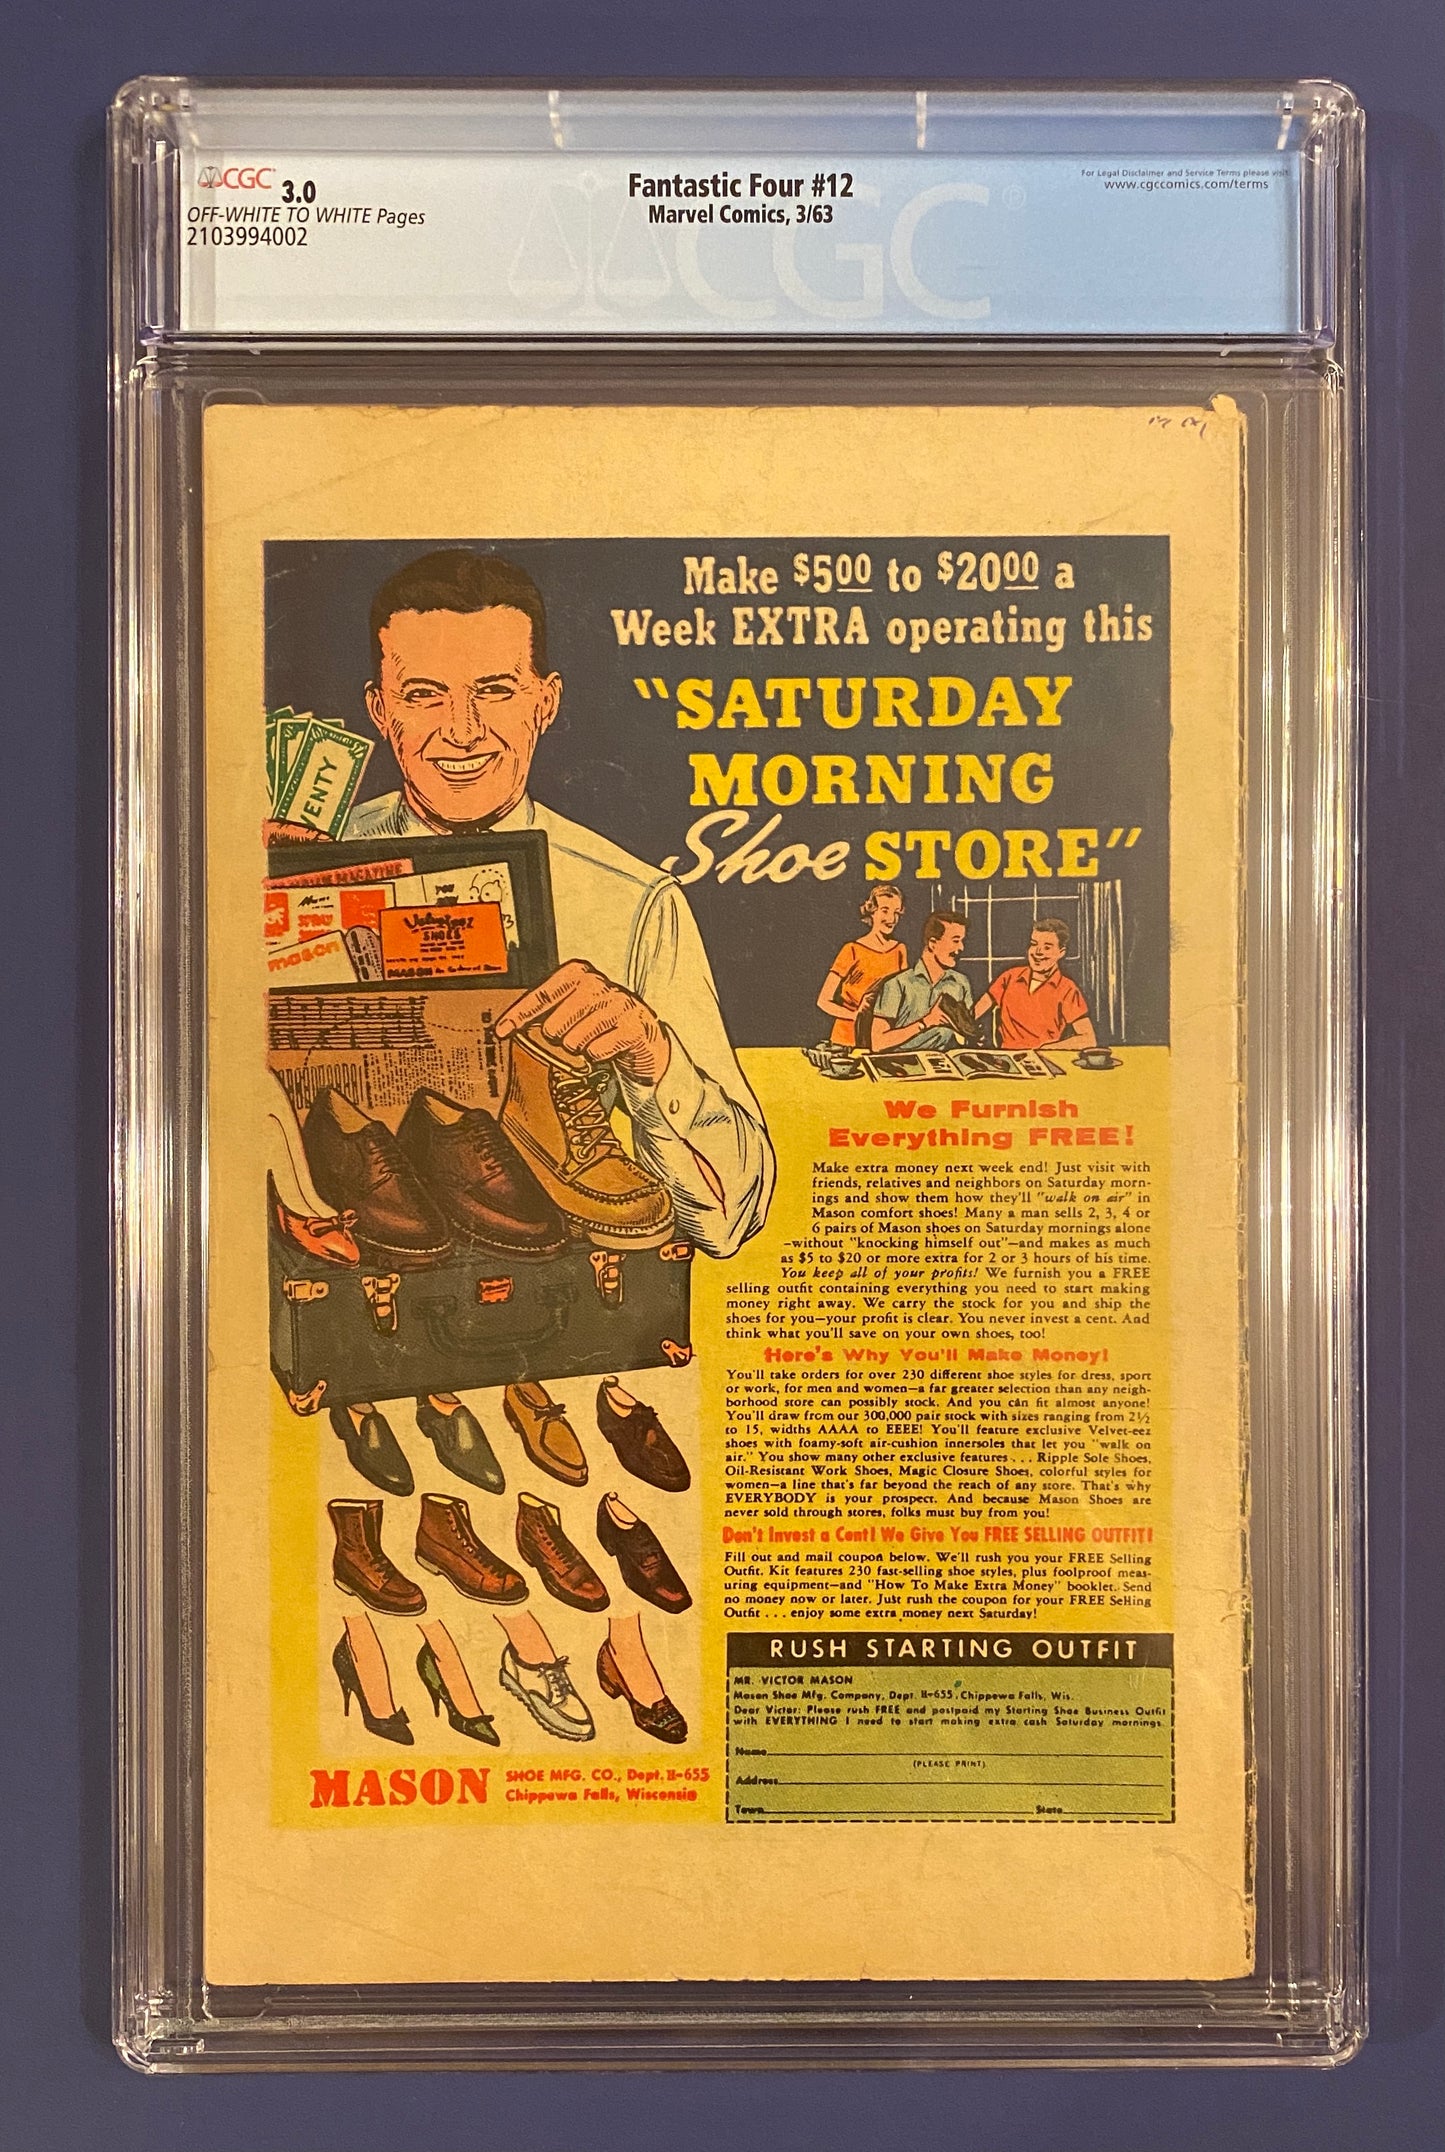 CGC 3.0
OFF-WHITE TO WHITE Pages
2103994002
Fantastic Four #12
Marvel Comics, 3/63
For Legal Disclaimer and Service Terms please visit
www.cgccomics.com/terms
CGC®
Make $5.00 to $20.00 a
Week EXTRA operating this
"SATURDAY
MORNING
Shoe STORE"
VENTY
MAGAZINE
mason
Velvet-eez
SHOES
MASON
We Furnish
Everything FREE!
Make extra money next week end! Just visit with
friends, relatives and neighbors on Saturday morn-
ings and show them how they'll "walk on air" in
Mason comfort shoes! Many a man sells 2, 3, 4 or
6 pairs of Mason shoes on Saturday mornings alone
-without "knocking himself out"—and makes as much
as $5 to $20 or more extra for 2 or 3 hours of his time.
You keep all of your profits! We furnish you a FREE
selling outfit containing everything you need to start making
money right away. We carry the stock for you and ship the
shoes for you—your profit is clear. You never invest a cent. And
think what you'll save on your own shoes, too!
Here's Why You'll Make Money!
You'll take orders for over 230 different shoe styles for dress, sport
or work, for men and women—a far greater selection than any neigh-
borhood store can possibly stock. And you can fit almost anyone!
You'll draw from our 300,000 pair stock with sizes ranging from 2½
to 15, widths AAAA to EEEE! You'll feature exclusive Velvet-eez
shoes with foamy-soft air-cushion innersoles that let you "walk on
air." You show many other exclusive features . . . Ripple Sole Shoes,
Oil-Resistant Work Shoes, Magic Closure Shoes, colorful styles for
women—a line that's far beyond the reach of any store. That's why
EVERYBODY is your prospect. And because Mason Shoes are
never sold through stores, folks must buy from you!
Don't Invest a Cent! We Give You FREE SELLING OUTFIT!
Fill out and mail coupon below. We'll rush you your FREE Selling
Outfit. Kit features 230 fast-selling shoe styles, plus foolproof meas-
uring equipment—and "How To Make Extra Money" booklet. Send
no money now or later. Just rush the coupon for your FREE Selling
Outfit . . . enjoy some extra money next Saturday!
RUSH STARTING OUTFIT
MR. VICTOR MASON
Mason Shoe Mfg. Company, Dept. H-655, Chippewa Falls, Wis.
Dear Victor: Please rush FREE and postpaid my Starting Shoe Business Outfit
with EVERYTHING I need to start making extra cash Saturday mornings.
Name
(PLEASE PRINT)
Address
Town State
MASON SHOE MFG. CO., Dept. H-655
Chippewa Falls, Wisconsin